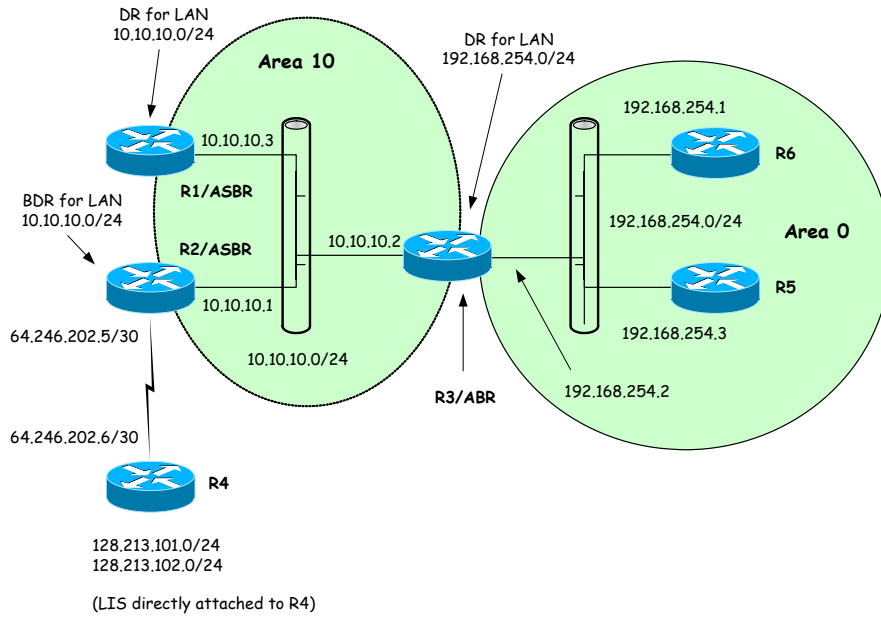 DR for LAN
10.10.10.0/24
DR for LAN
192.168.254.0/24
Area 10
192.168.254.1
10.10.10.3
R6
R1/ASBR
BDR for LAN
10.10.10.0/24
192.168.254.0/24
Area 0
R2/ASBR
10.10.10.2
R5
10.10.10.1
64.246.202.5/30
192.168.254.3
10.10.10.0/24
R3/ABR
192.168.254.2
64.246.202.6/30
R4
128.213.101.0/24
128.213.102.0/24
(LIS directly attached to R4)